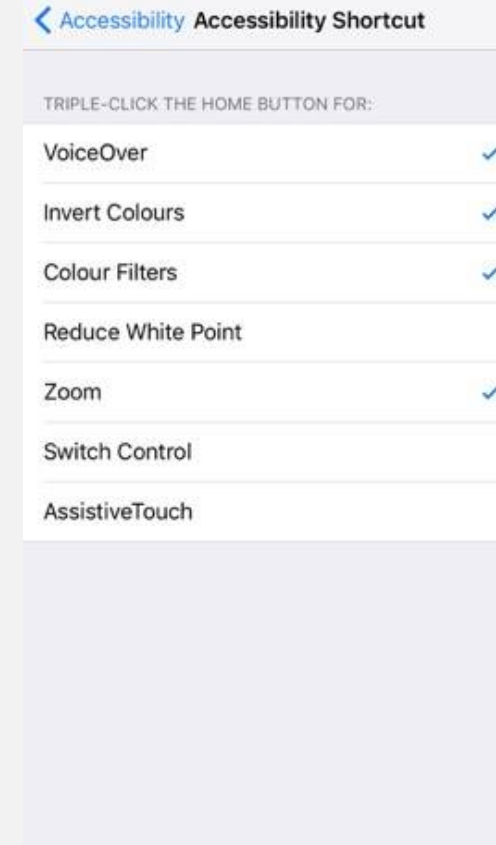 Accessibility Accessibility Shortcut
TRIPLE-CLICK THE HOME BUTTON FOR:
VoiceOver
Invert Colours
Colour Filters
Reduce White Point
Zoom
Switch Control
AssistiveTouch